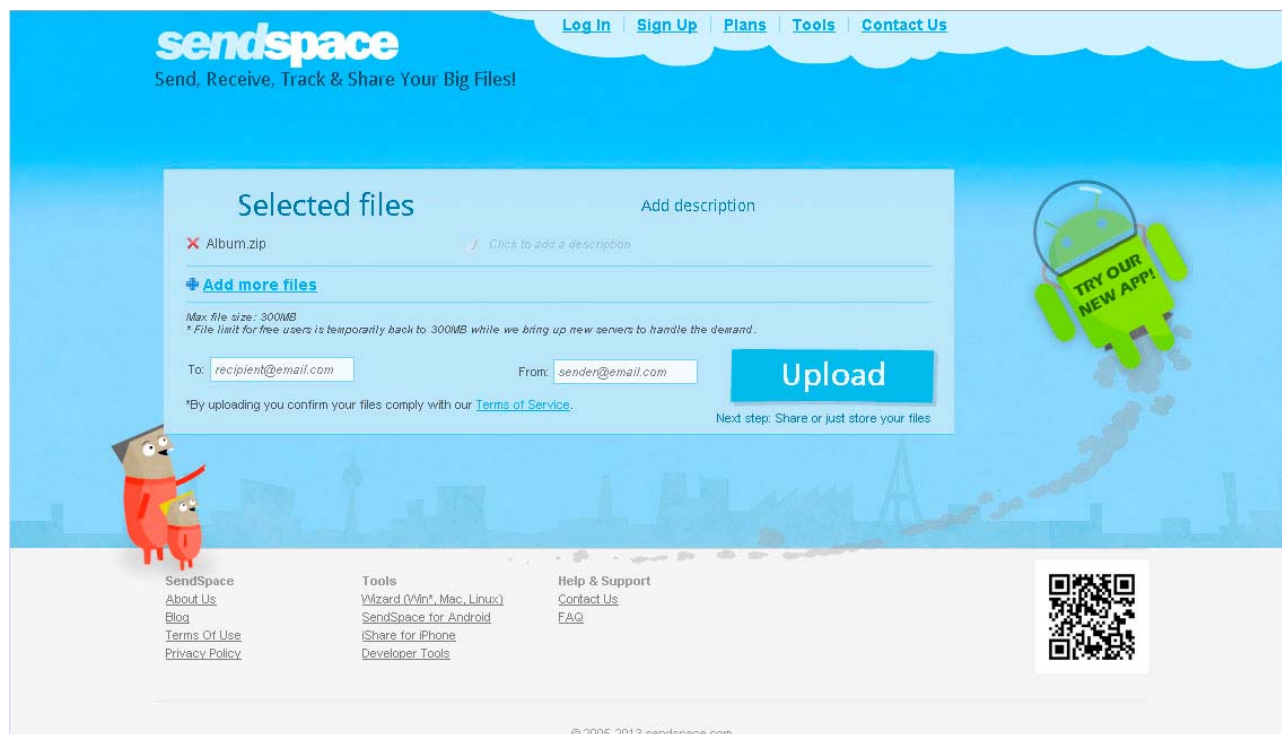 Log In | Sign Up | Plans | Tools | Contact Us
sendspace
Send, Receive, Track & Share Your Big Files!
Selected files Add description
Album.zip Click to add a description
Add more files
Max file size: 300MB
* File limit for free users is temporarily back to 300MB while we bring up new servers to handle the demand.
To: recipient@email.com From: sender@email.com Upload
*By uploading you confirm your files comply with our Terms of Service.
Next step: Share or just store your files
TRY OUR
NEW APP!
SendSpace Tools Help & Support
About Us Wizard (Win*, Mac, Linux) Contact Us
Blog SendSpace for Android FAQ
Terms Of Use iShare for iPhone
Privacy Policy Developer Tools
© 2005-2013 sendspace.com